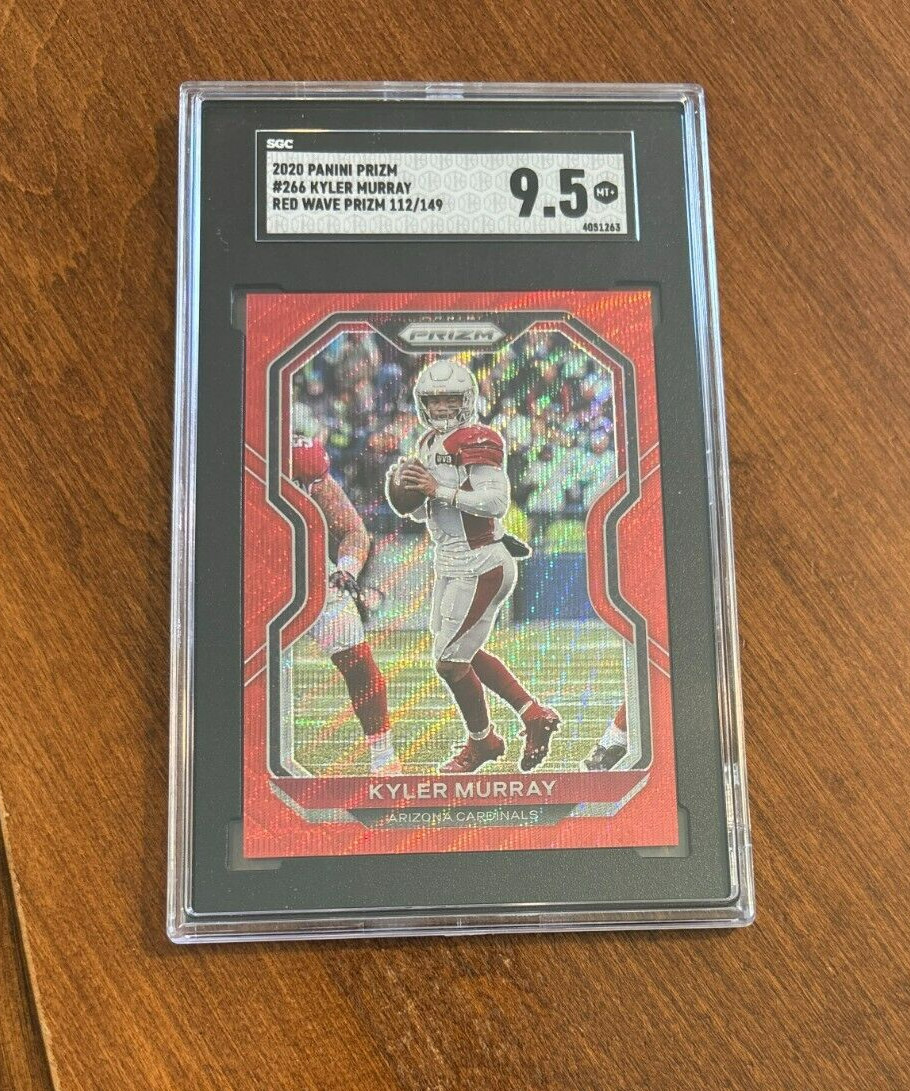 SGC
2020 PANINI PRIZM
#266 KYLER MURRAY
RED WAVE PRIZM 112/149
9.5
MT+
4051263
PANINI
PRIZM
KYLER MURRAY
ARIZONA CARDINALS